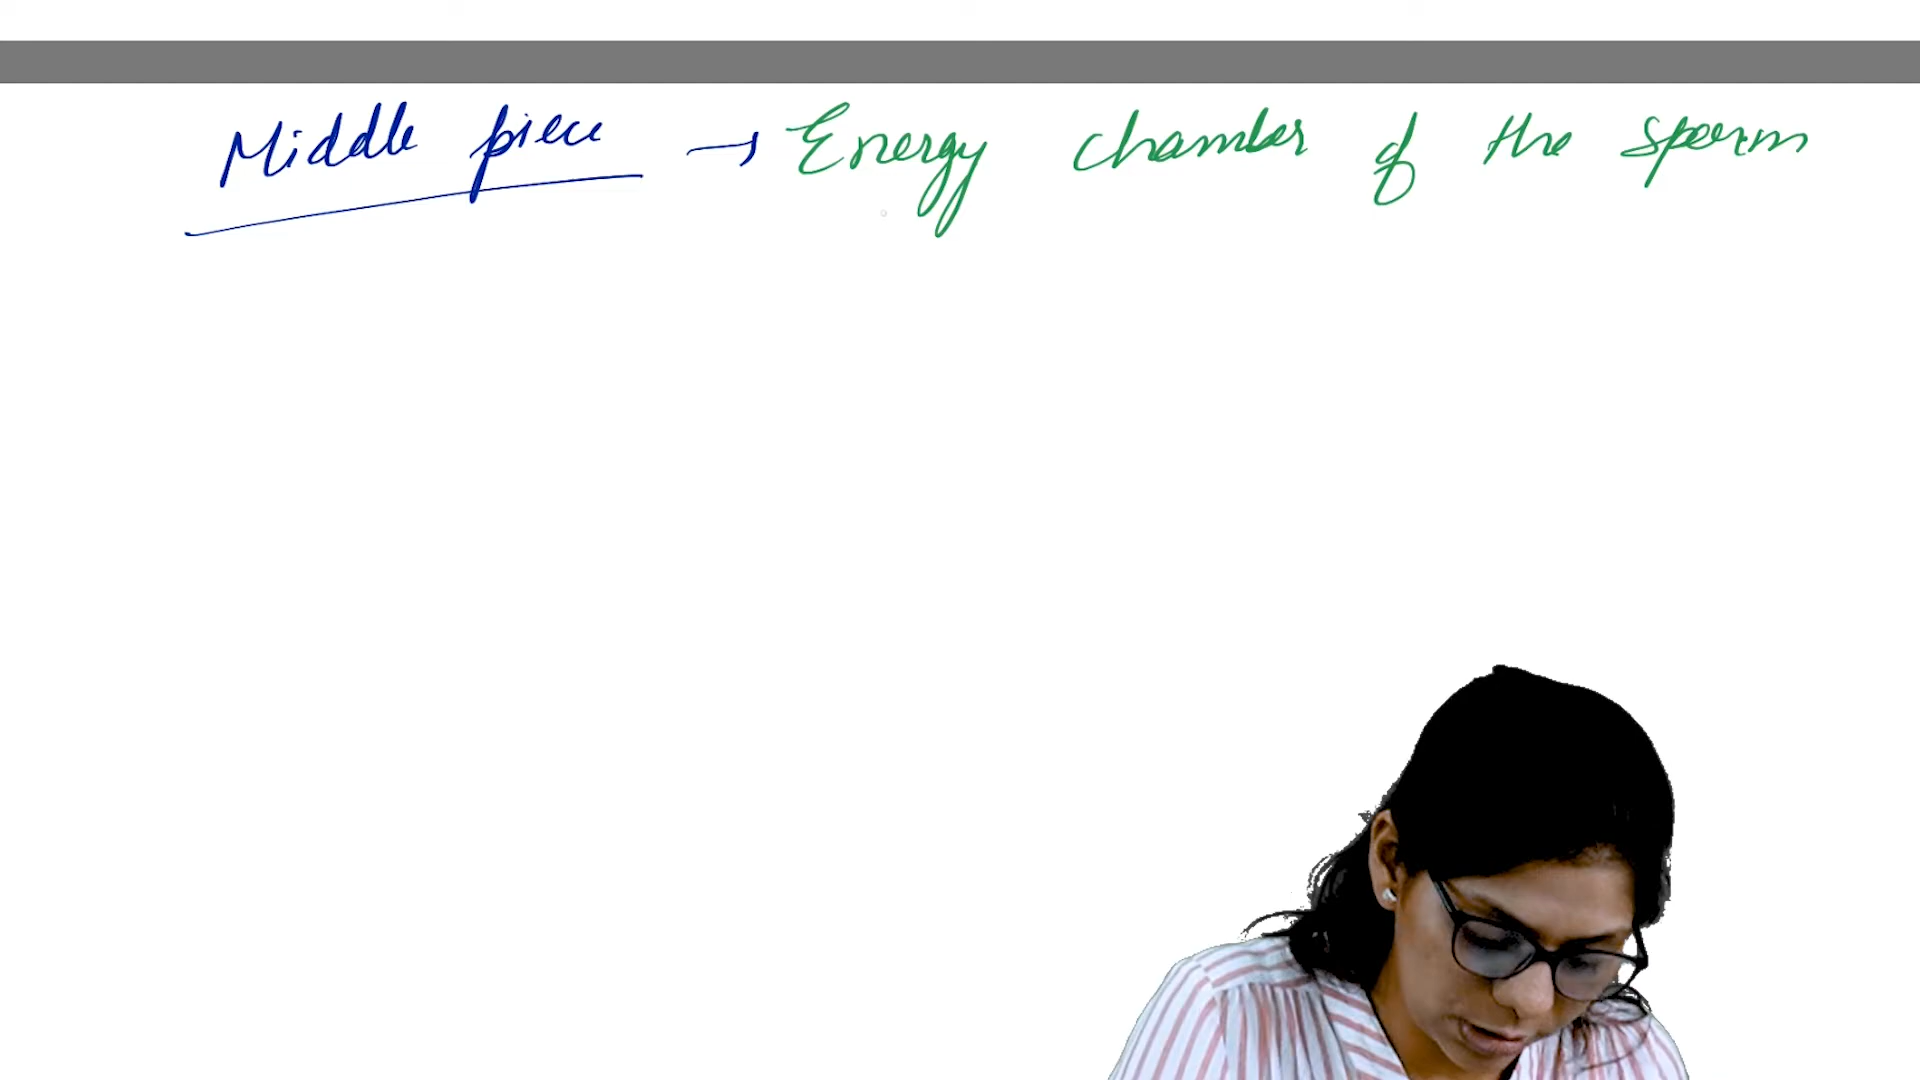 Middle piece → Energy chamber of the sperm